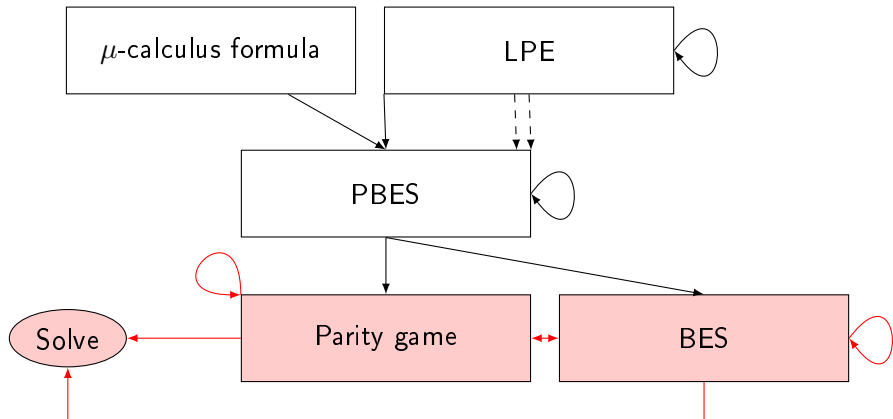 μ-calculus formula
LPE
PBES
Solve
Parity game
BES